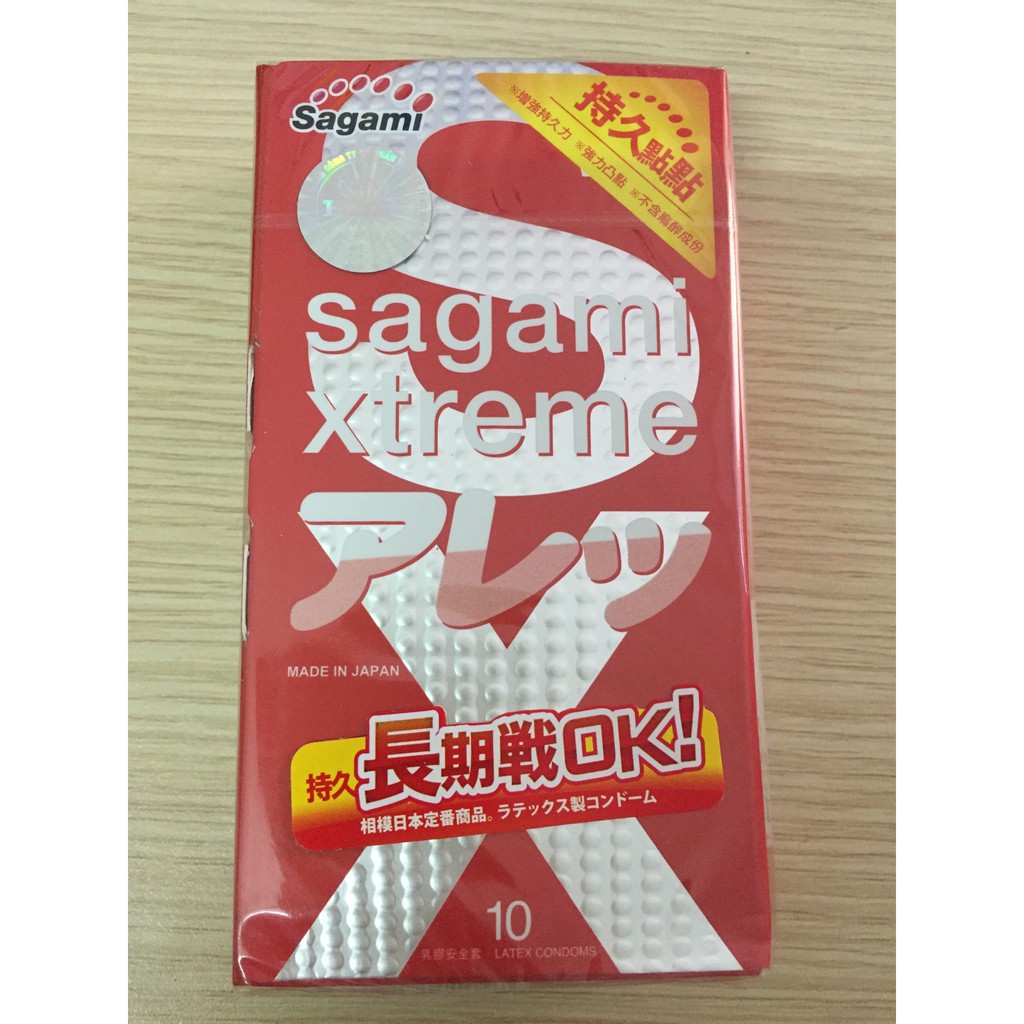 Sagami
持久點點
※增強持久力 ※強力凸點 ※不含麻醉成份
sagami
xtreme
アレッ
MADE IN JAPAN
持久 長期戦OK!
相模日本定番商品。ラテックス製コンドーム
10
乳膠安全套・LATEX CONDOMS